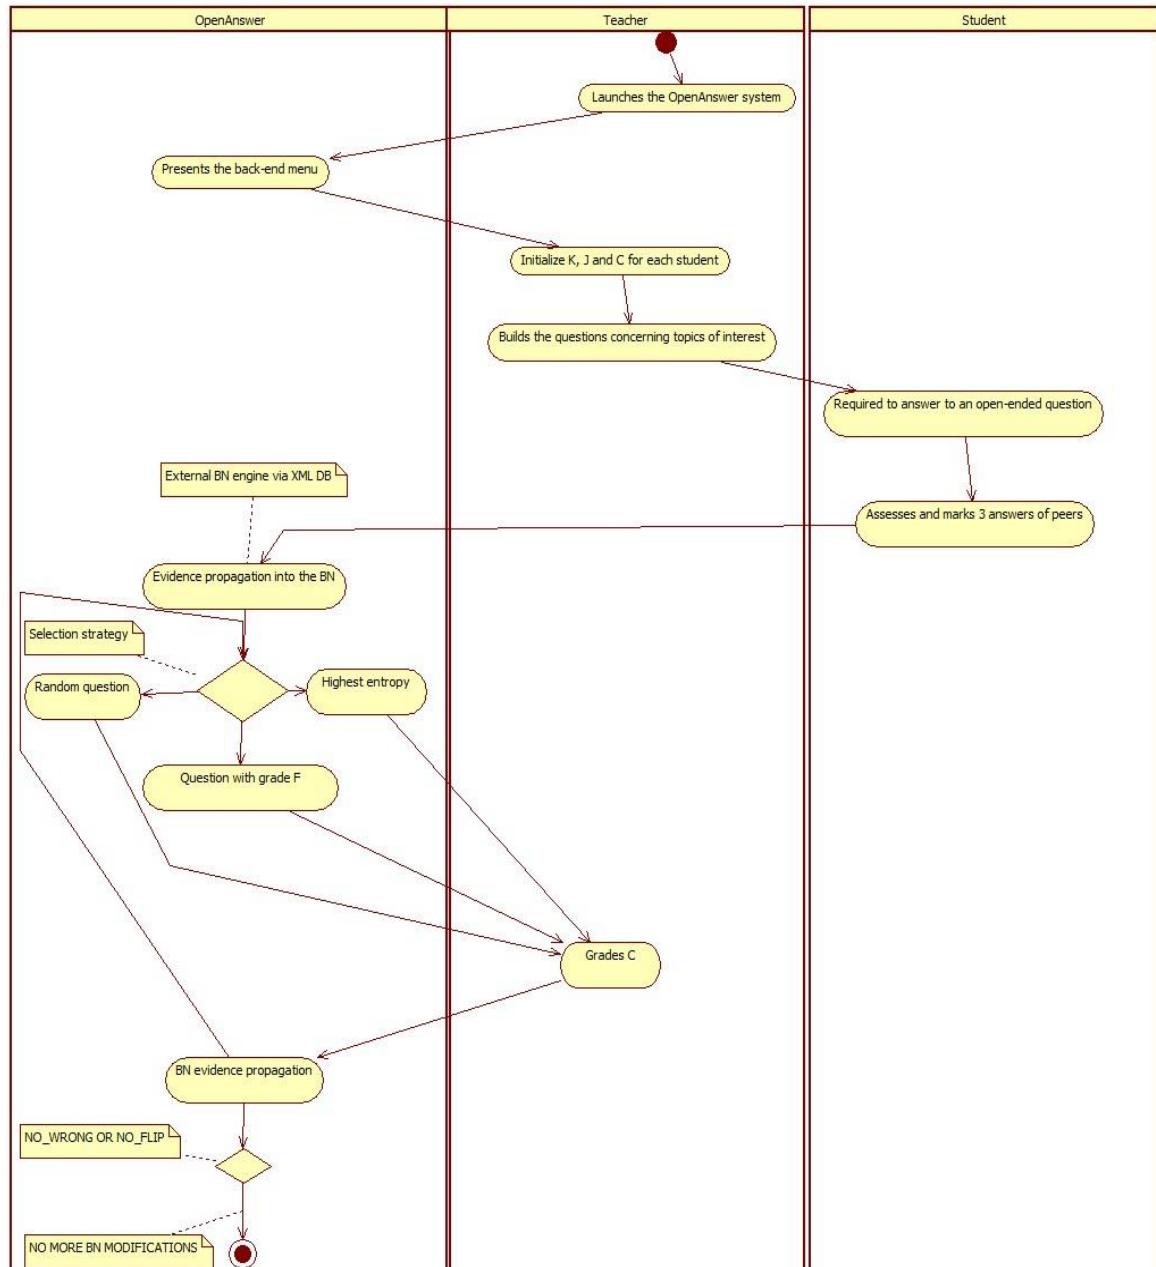 OpenAnswer
Teacher
Student
Launches the OpenAnswer system
Presents the back-end menu
Initialize K, J and C for each student
Builds the questions concerning topics of interest
Required to answer to an open-ended question
External BN engine via XML DB
Assesses and marks 3 answers of peers
Evidence propagation into the BN
Selection strategy
Random question
Highest entropy
Question with grade F
Grades C
BN evidence propagation
NO_WRONG OR NO_FLIP
NO MORE BN MODIFICATIONS